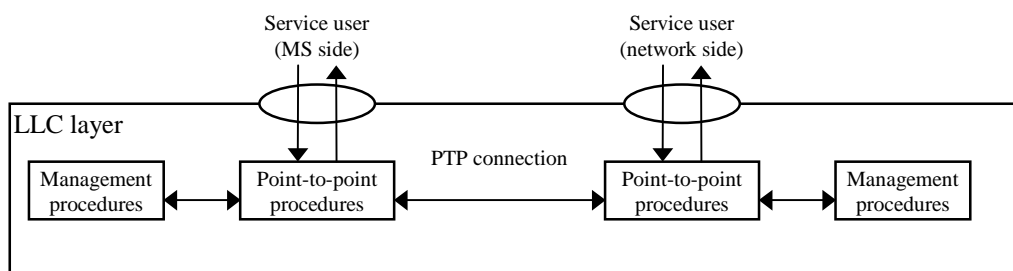 Service user
(MS side)
Service user
(network side)
LLC layer
PTP connection
Management
procedures
Point-to-point
procedures
Point-to-point
procedures
Management
procedures